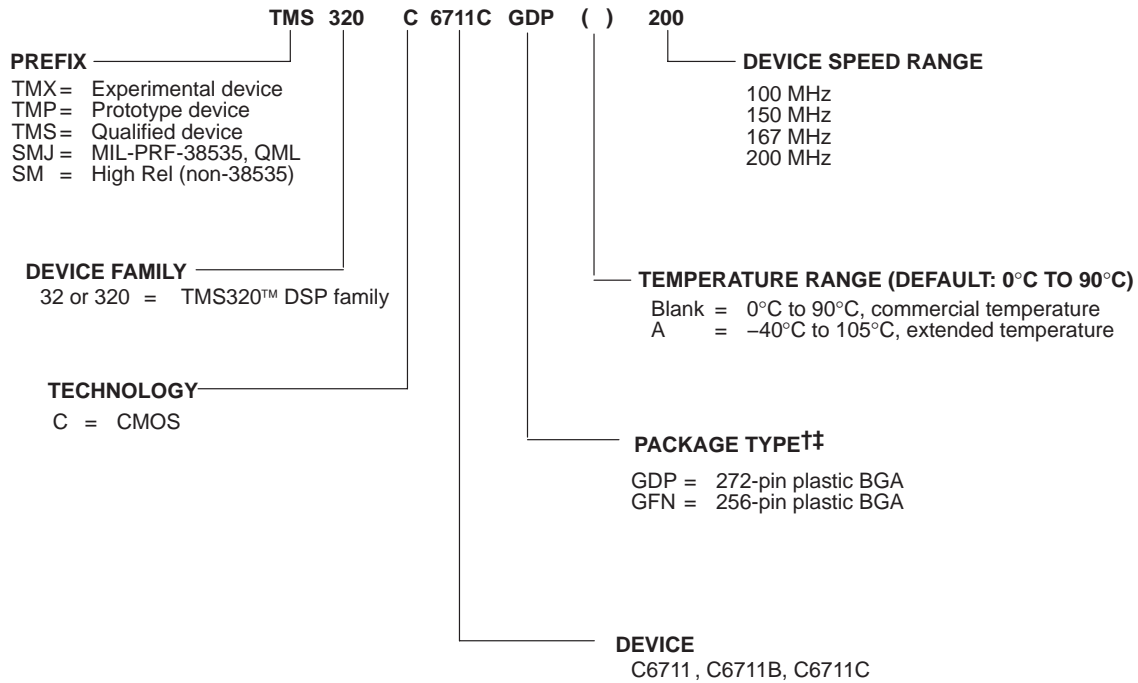 TMS 320 C 6711C GDP ( ) 200
PREFIX
TMX = Experimental device
TMP = Prototype device
TMS = Qualified device
SMJ = MIL-PRF-38535, QML
SM = High Rel (non-38535)
DEVICE SPEED RANGE
100 MHz
150 MHz
167 MHz
200 MHz
DEVICE FAMILY
32 or 320 = TMS320™ DSP family
TEMPERATURE RANGE (DEFAULT: 0°C TO 90°C)
Blank = 0°C to 90°C, commercial temperature
A = –40°C to 105°C, extended temperature
TECHNOLOGY
C = CMOS
PACKAGE TYPE†‡
GDP = 272-pin plastic BGA
GFN = 256-pin plastic BGA
DEVICE
C6711 , C6711B, C6711C